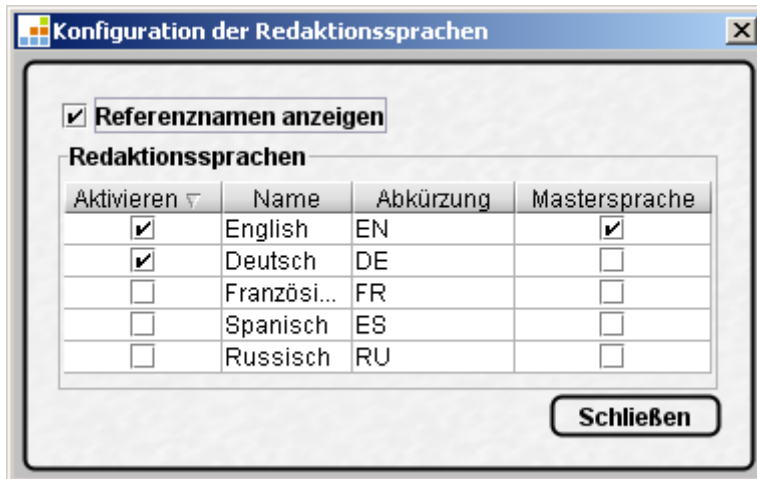 Konfiguration der Redaktionssprachen
Referenznamen anzeigen
Redaktionssprachen
Aktivieren Name Abkürzung Mastersprache
English EN
Deutsch DE
Französi... FR
Spanisch ES
Russisch RU
Schließen